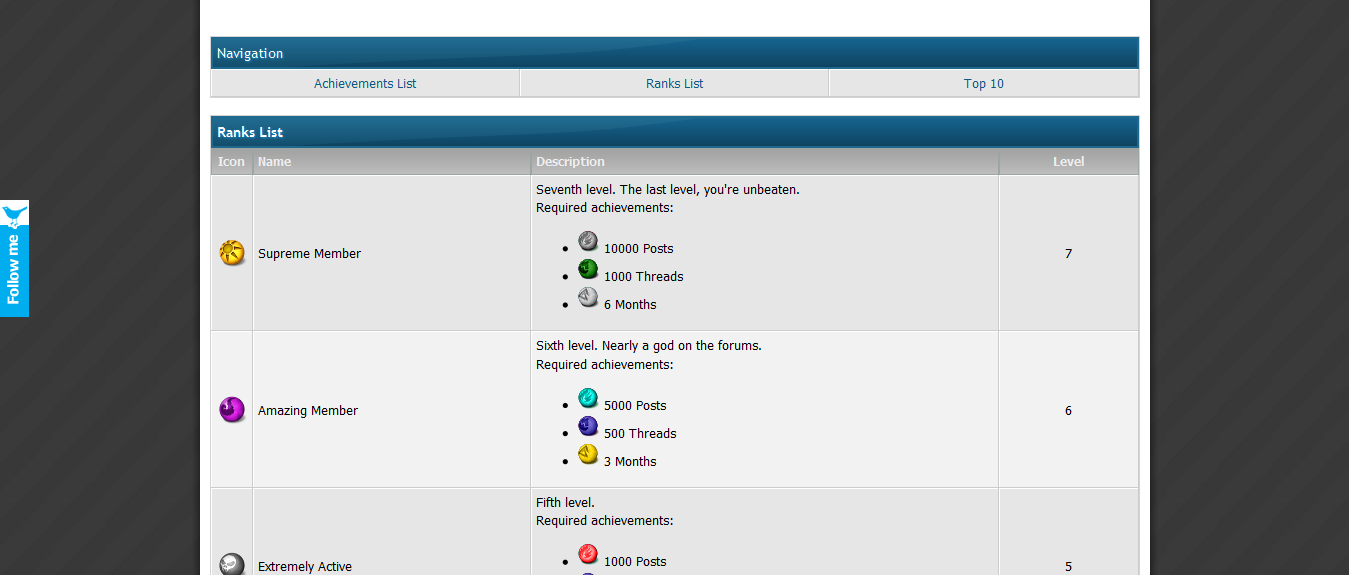 Navigation
Achievements List Ranks List Top 10
Ranks List
Icon Name Description Level
Seventh level. The last level, you're unbeaten.
Required achievements:
10000 Posts
Supreme Member 7
1000 Threads
6 Months
Follow me
Sixth level. Nearly a god on the forums.
Required achievements:
5000 Posts
Amazing Member 6
500 Threads
3 Months
Fifth level.
Required achievements:
1000 Posts
Extremely Active 5